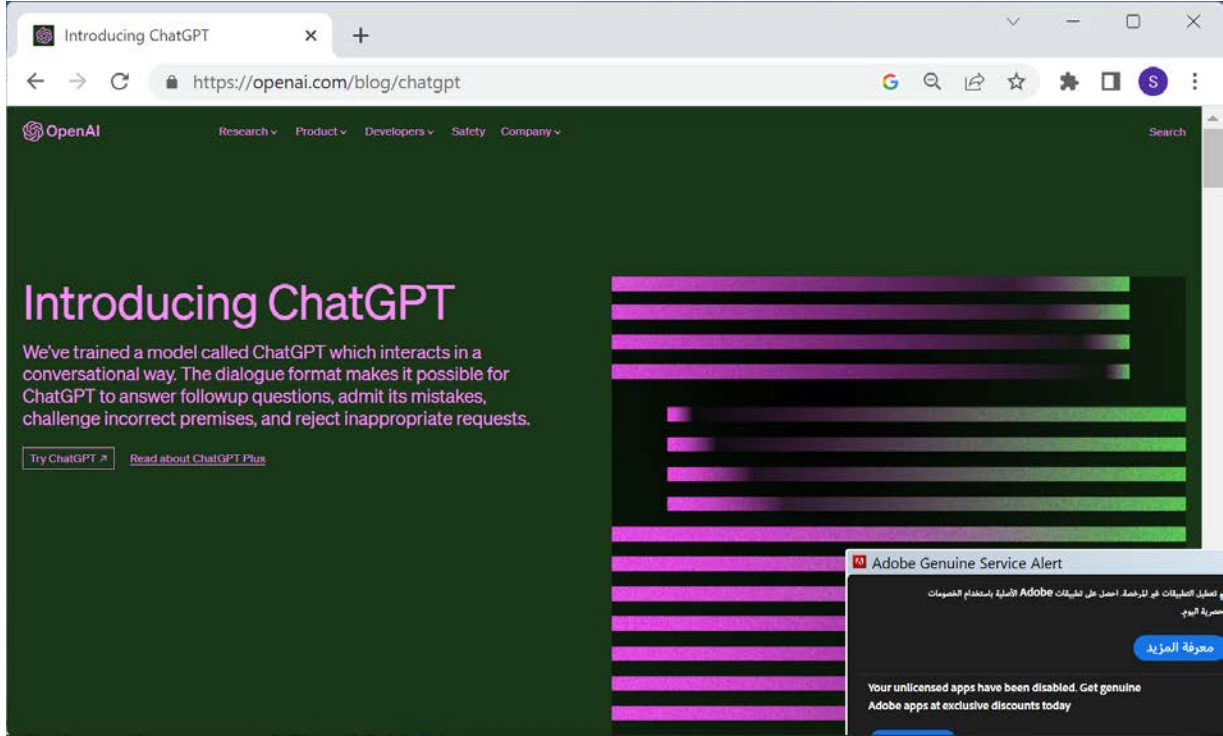 Introducing ChatGPT
https://openai.com/blog/chatgpt
S
OpenAI
Research Product Developers Safety Company
Search
Introducing ChatGPT
We've trained a model called ChatGPT which interacts in a
conversational way. The dialogue format makes it possible for
ChatGPT to answer followup questions, admit its mistakes,
challenge incorrect premises, and reject inappropriate requests.
Try ChatGPT ↗ Read about ChatGPT Plus
Adobe Genuine Service Alert
تعطيل التطبيقات غير المرخصة. احصل على تطبيقات Adobe الأصلية باستخدام الخصومات
اليوم.
معرفة المزيد
Your unlicensed apps have been disabled. Get genuine
Adobe apps at exclusive discounts today